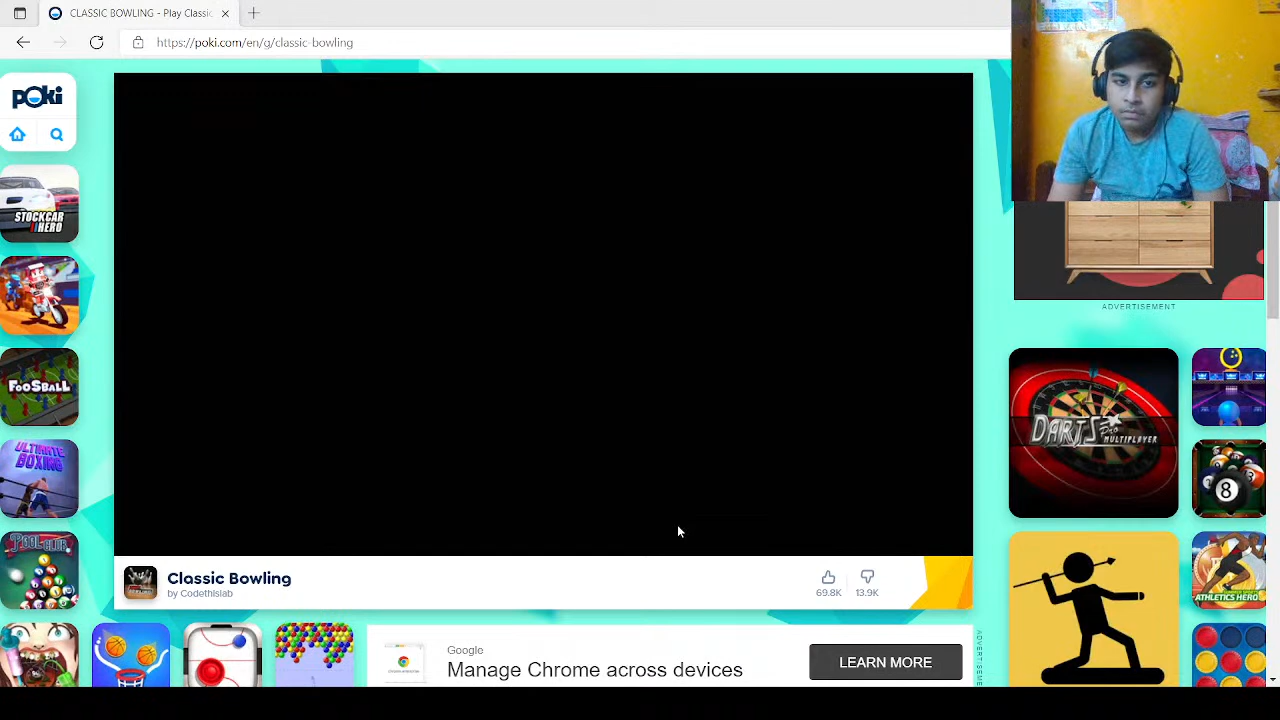 CLASSIC BOWLING - Play Classic
https://poki.com/en/g/classic-bowling
poki
STOCKCAR
HERO
FOOSBALL
ULTIMATE
BOXING
POOL CLUB
ADVERTISEMENT
DARTS Pro
MULTIPLAYER
8
ATHLETICS HERO
Classic Bowling
by Codethislab
69.8K
13.9K
Google
Manage Chrome across devices
LEARN MORE
ADVERTISEME